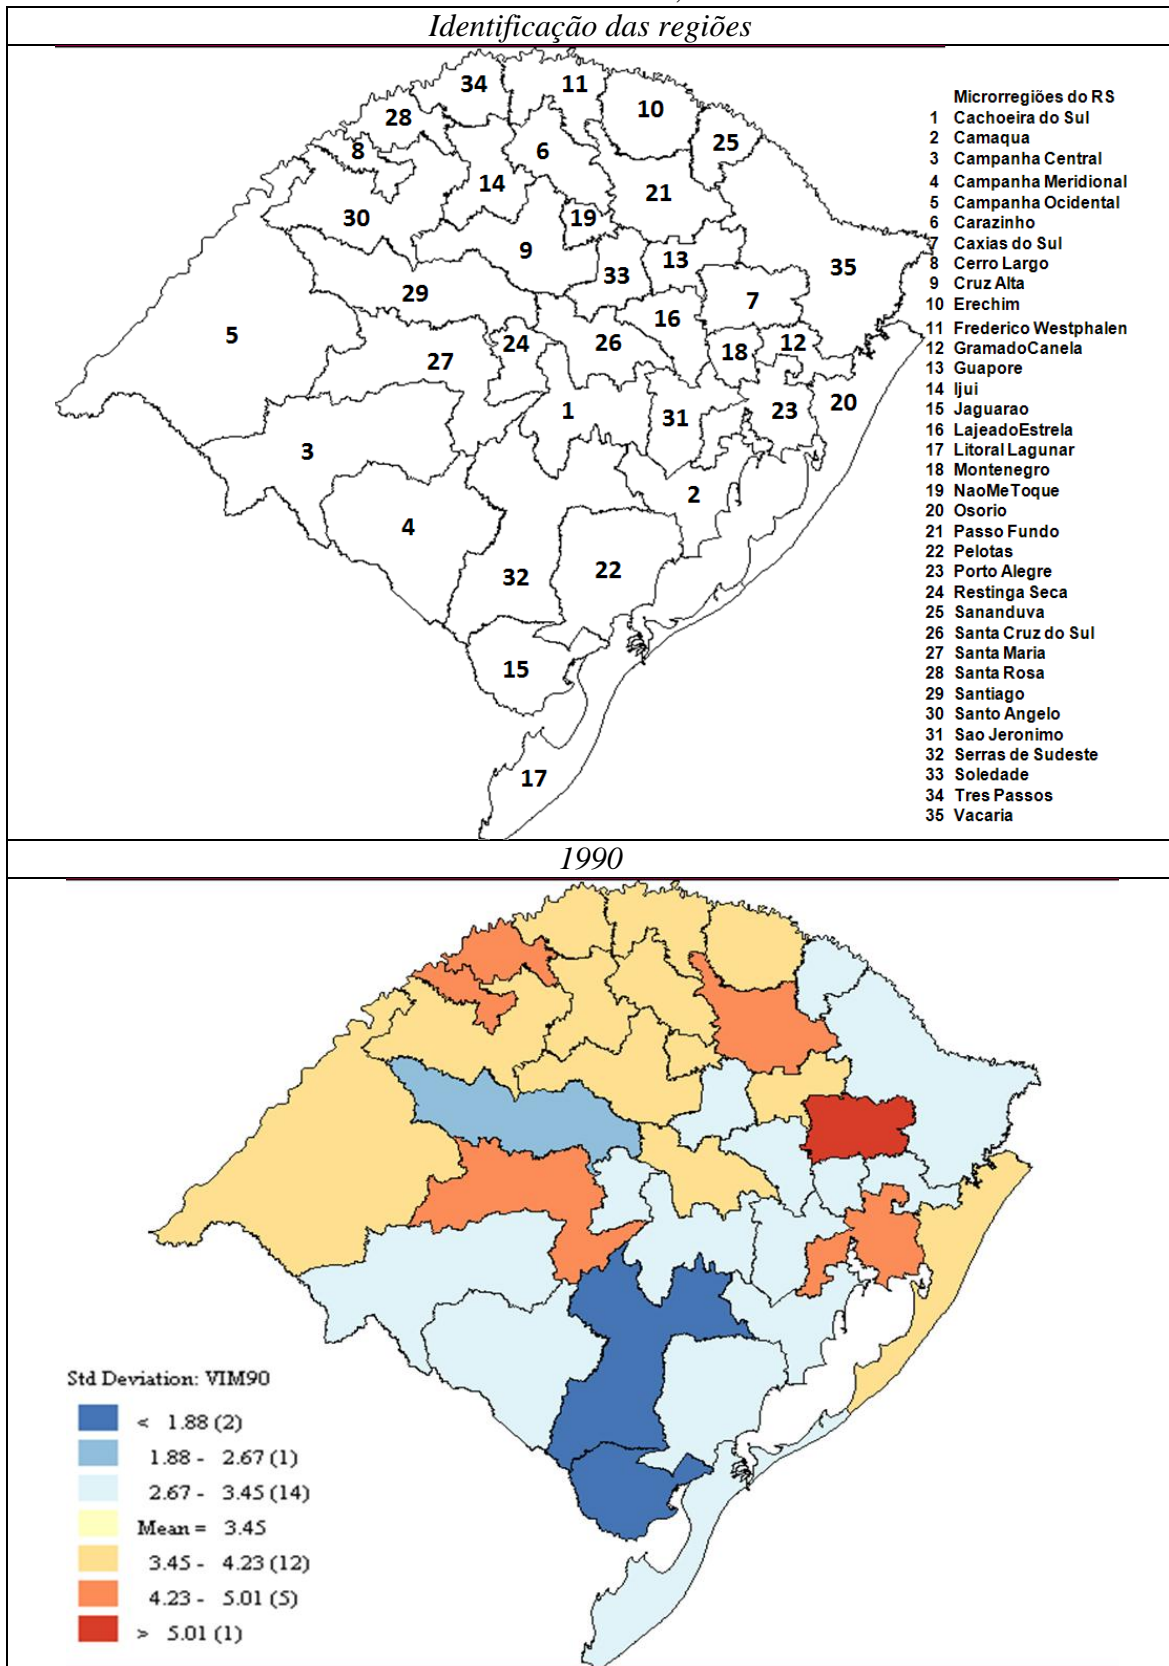 Identificação das regiões
34
11
28
10
25
8
6
14
21
30
19
9
13
33
35
29
7
16
5
24
26
12
18
27
20
1
31
23
3
2
4
22
32
15
17
Microrregiões do RS
1 Cachoeira do Sul
2 Camaqua
3 Campanha Central
4 Campanha Meridional
5 Campanha Ocidental
6 Carazinho
7 Caxias do Sul
8 Cerro Largo
9 Cruz Alta
10 Erechim
11 Frederico Westphalen
12 GramadoCanela
13 Guapore
14 Ijui
15 Jaguarao
16 LajeadoEstrela
17 Litoral Lagunar
18 Montenegro
19 NaoMeToque
20 Osorio
21 Passo Fundo
22 Pelotas
23 Porto Alegre
24 Restinga Seca
25 Sananduva
26 Santa Cruz do Sul
27 Santa Maria
28 Santa Rosa
29 Santiago
30 Santo Angelo
31 Sao Jeronimo
32 Serras de Sudeste
33 Soledade
34 Tres Passos
35 Vacaria
1990
Std Deviation: VIM90
< 1.88 (2)
1.88 - 2.67 (1)
2.67 - 3.45 (14)
Mean = 3.45
3.45 - 4.23 (12)
4.23 - 5.01 (5)
> 5.01 (1)